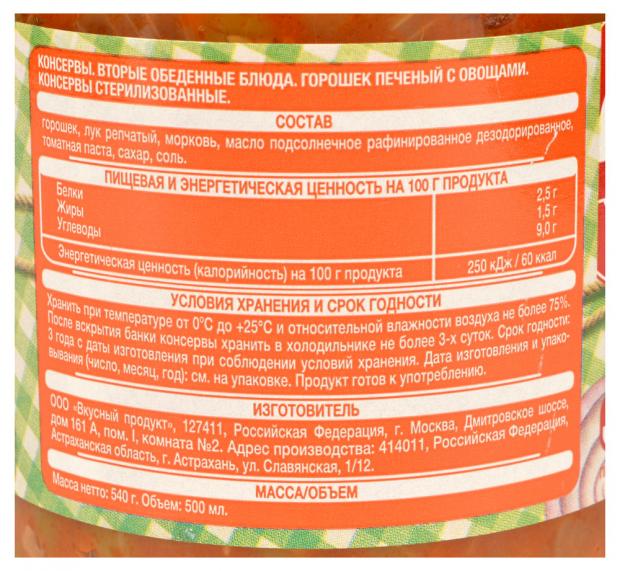 КОНСЕРВЫ. ВТОРЫЕ ОБЕДЕННЫЕ БЛЮДА. ГОРОШЕК ПЕЧЕНЫЙ С ОВОЩАМИ.
КОНСЕРВЫ СТЕРИЛИЗОВАННЫЕ.
СОСТАВ
горошек, лук репчатый, морковь, масло подсолнечное рафинированное дезодорированное,
томатная паста, сахар, соль.
ПИЩЕВАЯ И ЭНЕРГЕТИЧЕСКАЯ ЦЕННОСТЬ НА 100 Г ПРОДУКТА
Белки 2,5 г
Жиры 1,5 г
Углеводы 9,0 г
Энергетическая ценность (калорийность) на 100 г продукта 250 кДж / 60 ккал
УСЛОВИЯ ХРАНЕНИЯ И СРОК ГОДНОСТИ
Хранить при температуре от 0°С до +25°С и относительной влажности воздуха не более 75%.
После вскрытия банки консервы хранить в холодильнике не более 3-х суток. Срок годности:
3 года с даты изготовления при соблюдении условий хранения. Дата изготовления и упако-
вывания (число, месяц, год): см. на упаковке. Продукт готов к употреблению.
ИЗГОТОВИТЕЛЬ
ООО «Вкусный продукт», 127411, Российская Федерация, г. Москва, Дмитровское шоссе,
дом 161 А, пом. I, комната №2. Адрес производства: 414011, Российская Федерация,
Астраханская область, г. Астрахань, ул. Славянская, 1/12.
МАССА/ОБЪЕМ
Масса нетто: 540 г. Объем: 500 мл.